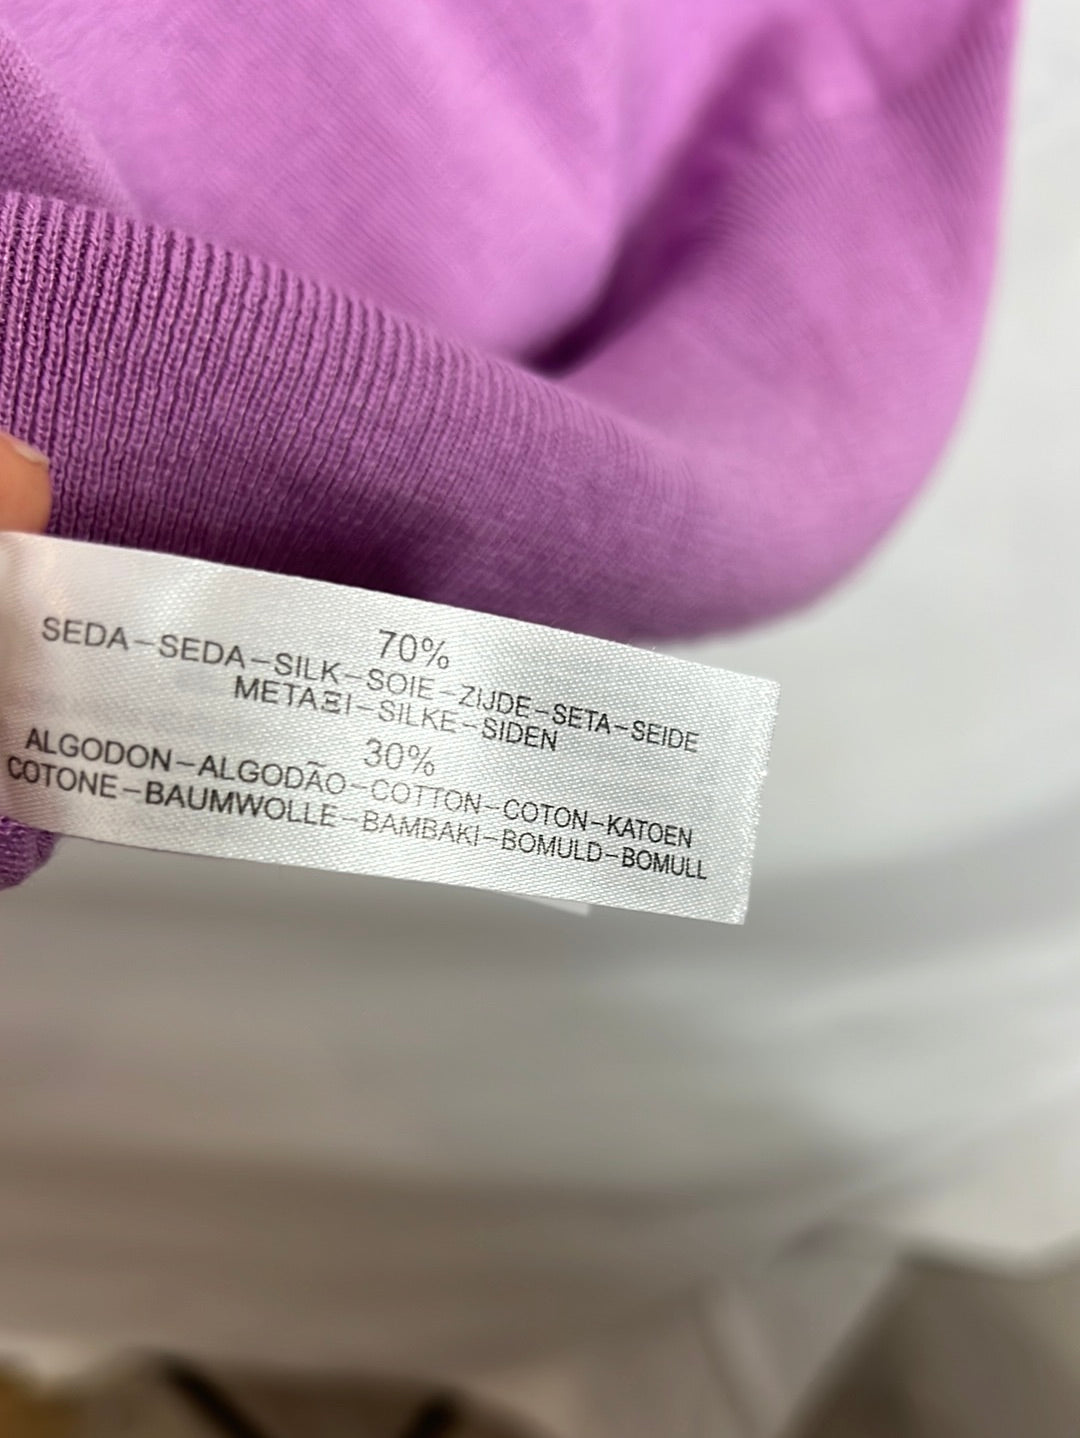 70%
SEDA-SEDA-SILK-SOIE-ZIJDE-SETA-SEIDE
ΜΕΤΑΞΙ-SILKE-SIDEN
30%
ALGODON-ALGODÃO-COTTON-COTON-KATOEN
COTONE-BAUMWOLLE-BAMBAKI-BOMULD-BOMULL